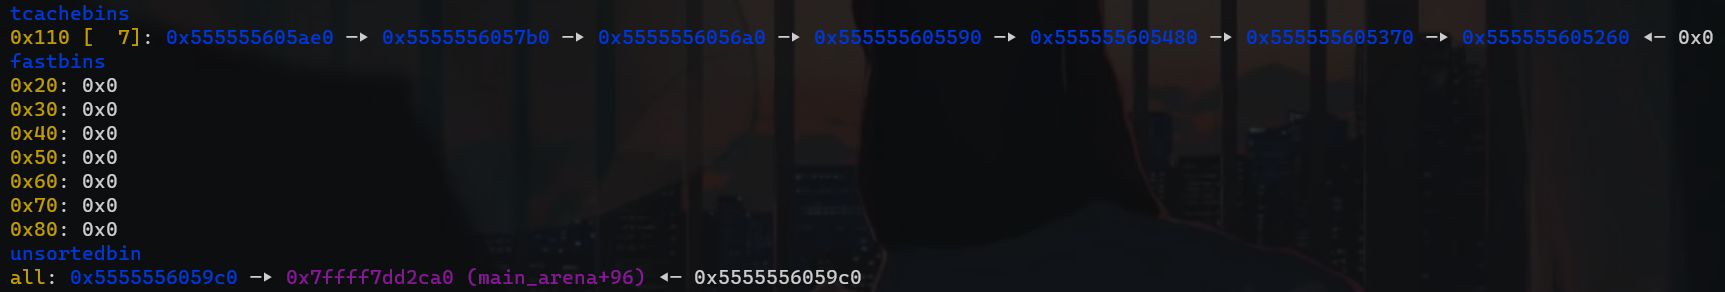 tcachebins
0x110 [  7]: 0x555555605ae0 —▸ 0x5555556057b0 —▸ 0x5555556056a0 —▸ 0x555555605590 —▸ 0x555555605480 —▸ 0x555555605370 —▸ 0x555555605260 ◂— 0x0
fastbins
0x20: 0x0
0x30: 0x0
0x40: 0x0
0x50: 0x0
0x60: 0x0
0x70: 0x0
0x80: 0x0
unsortedbin
all: 0x5555556059c0 —▸ 0x7ffff7dd2ca0 (main_arena+96) ◂— 0x5555556059c0